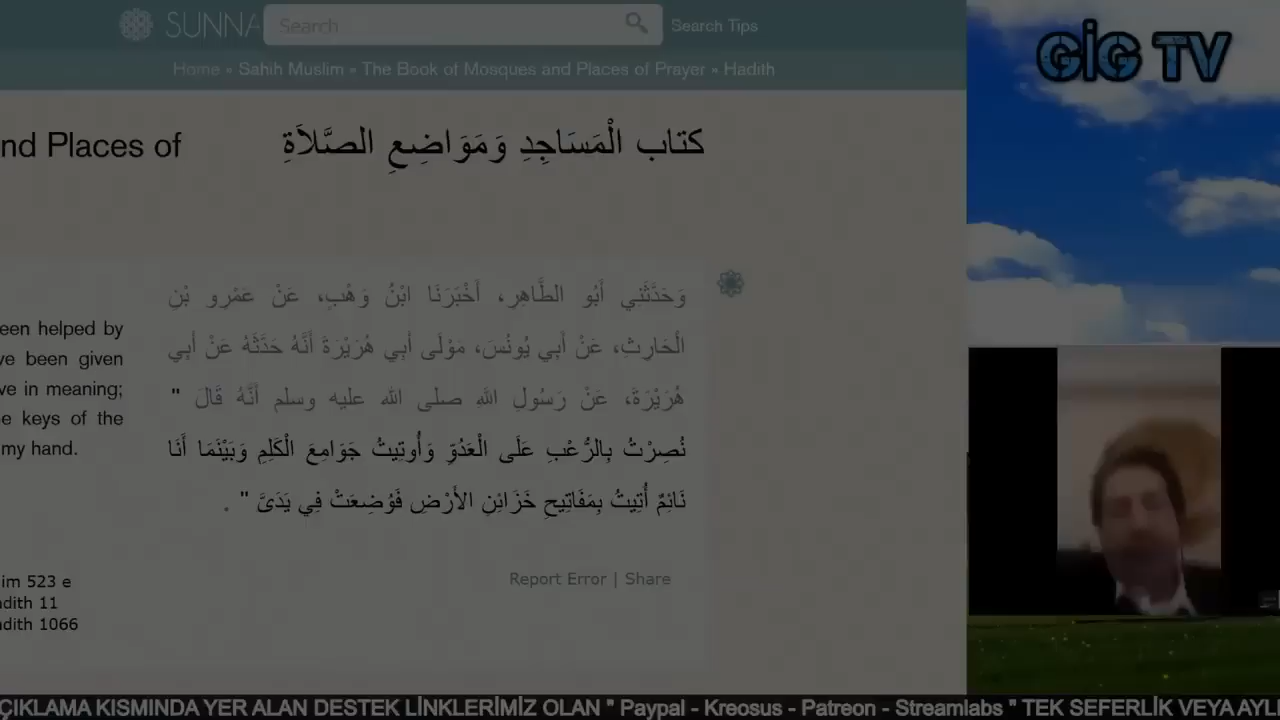 SUNNA
Search
Search Tips
GİG TV
Home » Sahih Muslim » The Book of Mosques and Places of Prayer » Hadith
nd Places of
كتاب الْمَسَاجِدِ وَمَوَاضِعِ الصَّلاَةِ
een helped by
ve been given
ve in meaning;
e keys of the
my hand.
وَحَدَّثَنِي أَبُو الطَّاهِرِ، أَخْبَرَنَا ابْنُ وَهْبٍ، عَنْ عَمْرِو بْنِ
الْحَارِثِ، عَنْ أَبِي يُونُسَ، مَوْلَى أَبِي هُرَيْرَةَ أَنَّهُ حَدَّثَهُ عَنْ أَبِي
هُرَيْرَةَ، عَنْ رَسُولِ اللَّهِ صلى الله عليه وسلم أَنَّهُ قَالَ ‏"‏
نُصِرْتُ بِالرُّعْبِ عَلَى الْعَدُوِّ وَأُوتِيتُ جَوَامِعَ الْكَلِمِ وَبَيْنَمَا أَنَا
نَائِمٌ أُتِيتُ بِمَفَاتِيحِ خَزَائِنِ الأَرْضِ فَوُضِعَتْ فِي يَدَىَّ ‏"‏ ‏.‏
Report Error | Share
im 523 e
adith 11
adith 1066
ÇIKLAMA KISMINDA YER ALAN DESTEK LİNKLERİMİZ OLAN " Paypal - Kreosus - Patreon - Streamlabs " TEK SEFERLİK VEYA AYLI